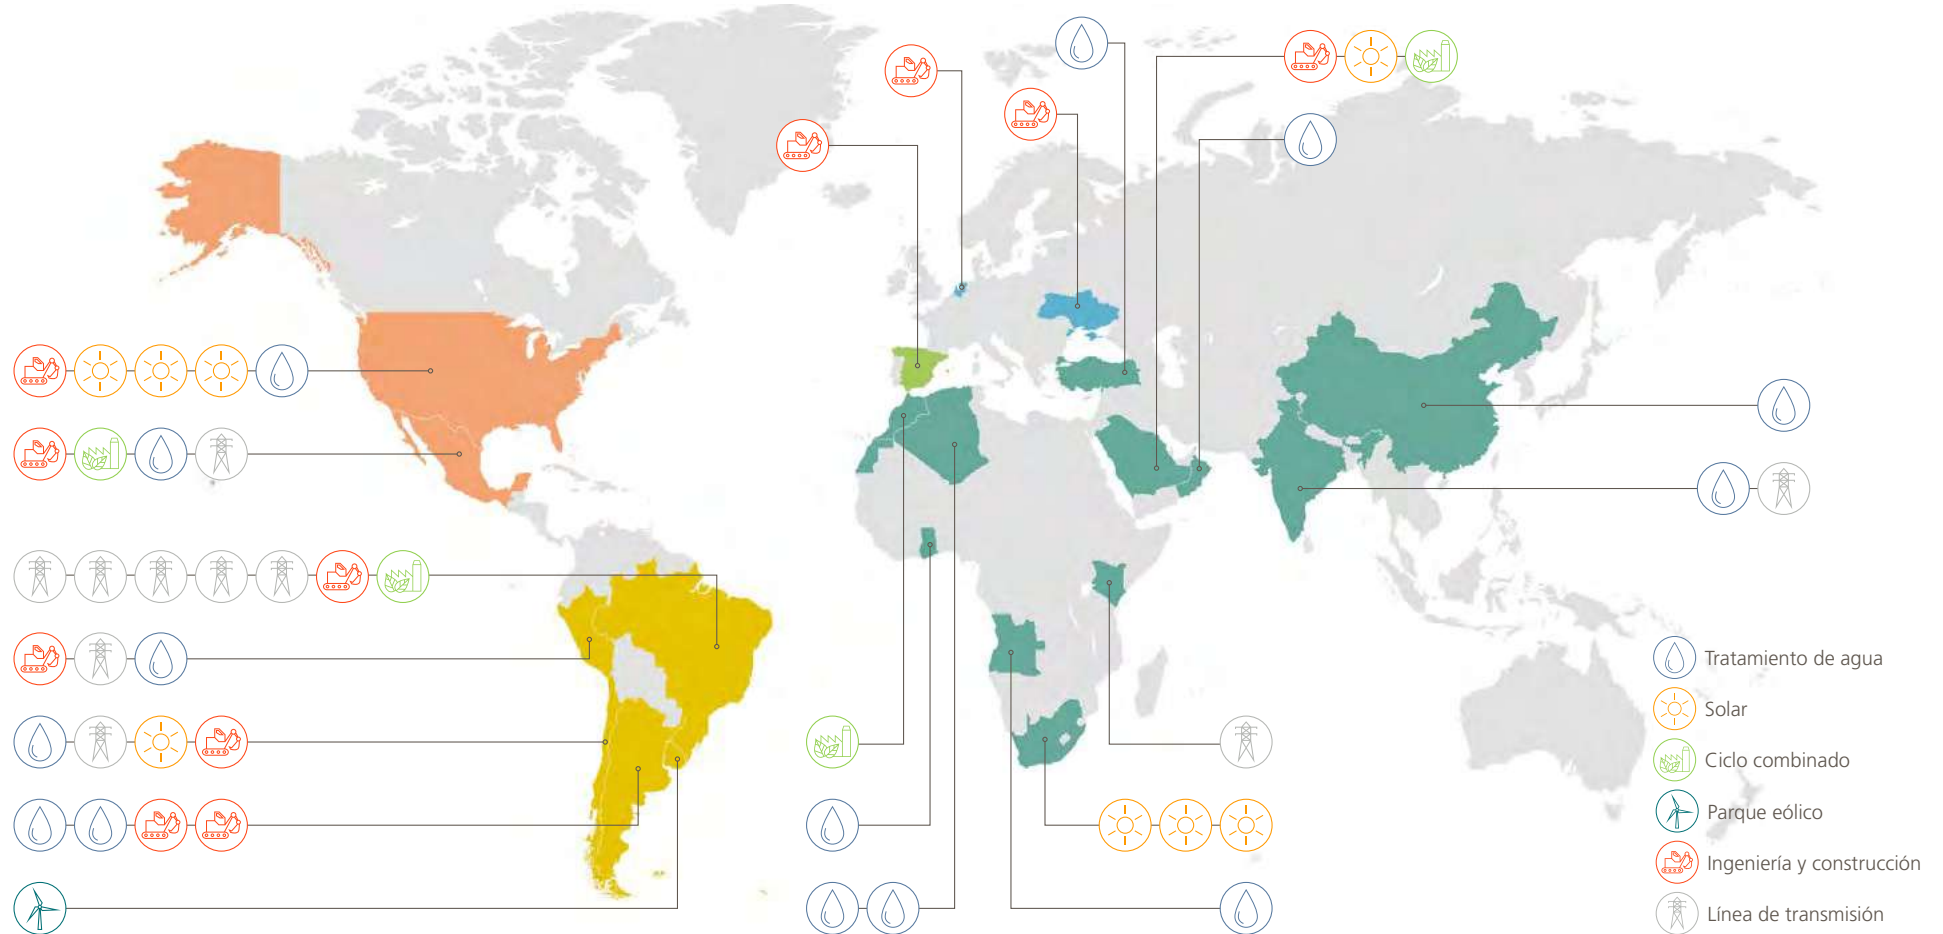 Tratamiento de agua
Solar
Ciclo combinado
Parque eólico
Ingeniería y construcción
Línea de transmisión